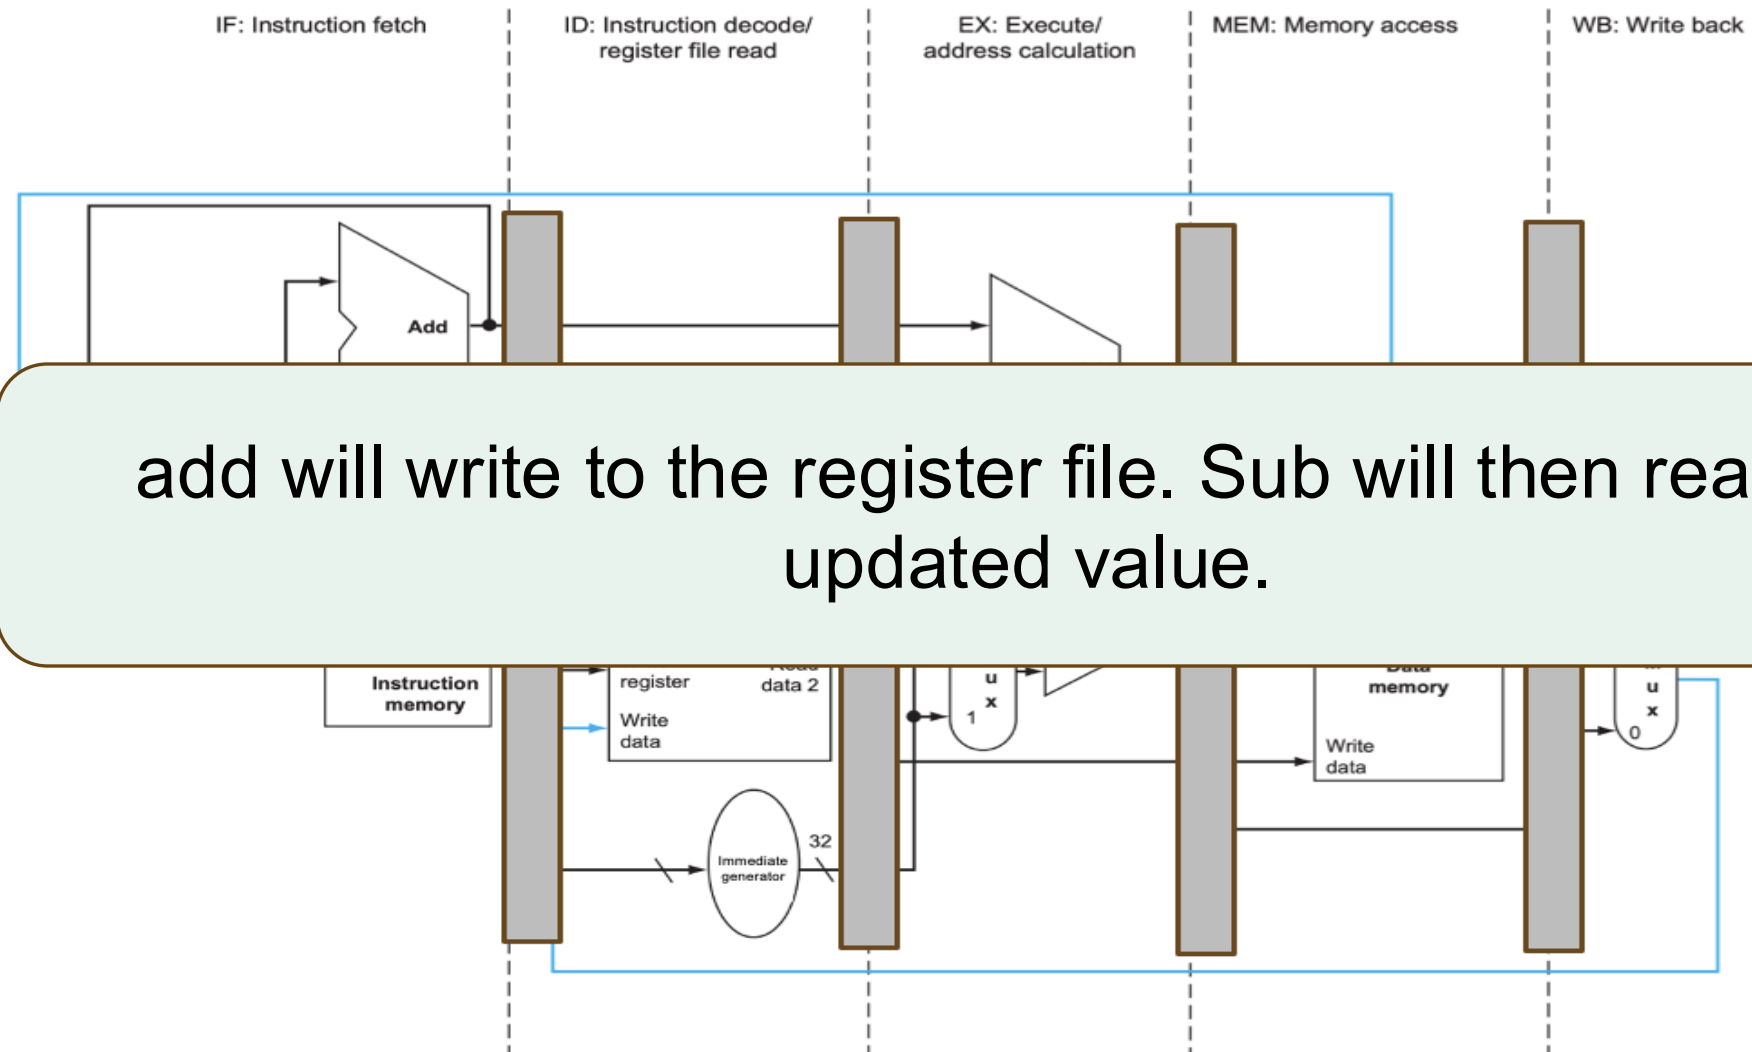 IF: Instruction fetch
ID: Instruction decode/
register file read
EX: Execute/
address calculation
MEM: Memory access
WB: Write back
Add
add will write to the register file. Sub will then rea
updated value.
Instruction
memory
register
data 2
Write
data
u
x
1
Data
memory
Write
data
u
x
0
Immediate
generator
32